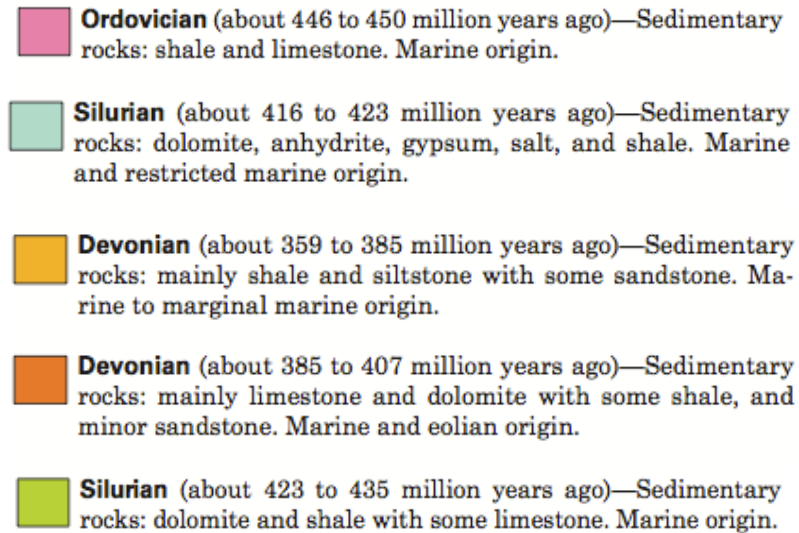 Ordovician (about 446 to 450 million years ago)—Sedimentary
rocks: shale and limestone. Marine origin.
Silurian (about 416 to 423 million years ago)—Sedimentary
rocks: dolomite, anhydrite, gypsum, salt, and shale. Marine
and restricted marine origin.
Devonian (about 359 to 385 million years ago)—Sedimentary
rocks: mainly shale and siltstone with some sandstone. Ma-
rine to marginal marine origin.
Devonian (about 385 to 407 million years ago)—Sedimentary
rocks: mainly limestone and dolomite with some shale, and
minor sandstone. Marine and eolian origin.
Silurian (about 423 to 435 million years ago)—Sedimentary
rocks: dolomite and shale with some limestone. Marine origin.